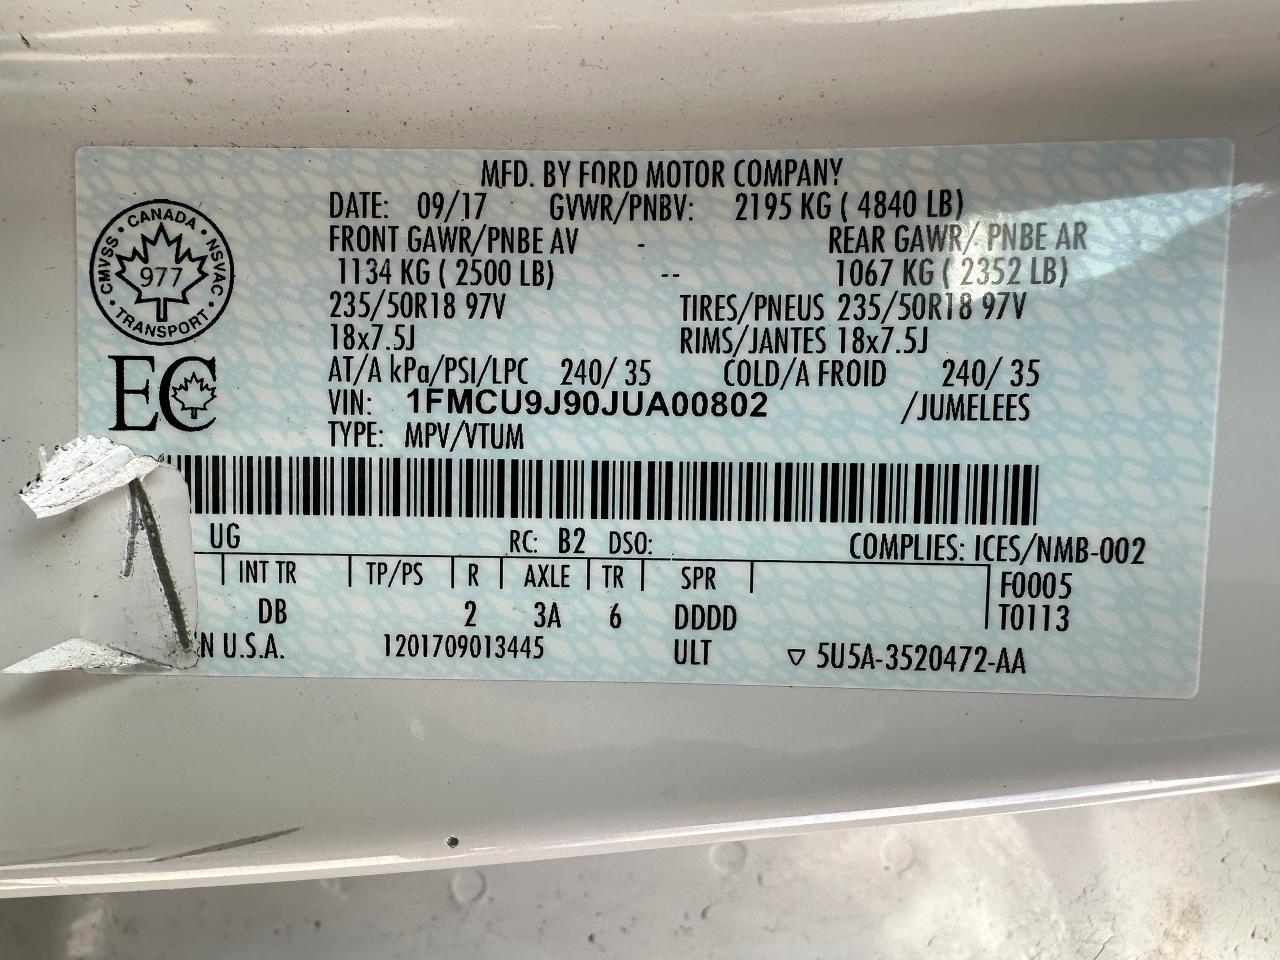 MFD. BY FORD MOTOR COMPANY
DATE: 09/17 GVWR/PNBV: 2195 KG ( 4840 LB)
FRONT GAWR/PNBE AV - REAR GAWR/ PNBE AR
1134 KG ( 2500 LB) -- 1067 KG ( 2352 LB)
235/50R18 97V TIRES/PNEUS 235/50R18 97V
18x7.5J RIMS/JANTES 18x7.5J
AT/A kPa/PSI/LPC 240/ 35 COLD/A FROID 240/ 35
VIN: 1FMCU9J90JUA00802 /JUMELEES
TYPE: MPV/VTUM
CANADA
CMVSS • NSVAC
977
TRANSPORT
EC
UG RC: B2 DSO: COMPLIES: ICES/NMB-002
INT TR TP/PS R AXLE TR SPR F0005
DB 2 3A 6 DDDD T0113
N U.S.A. 1201709013445 ULT ▽ 5U5A-3520472-AA